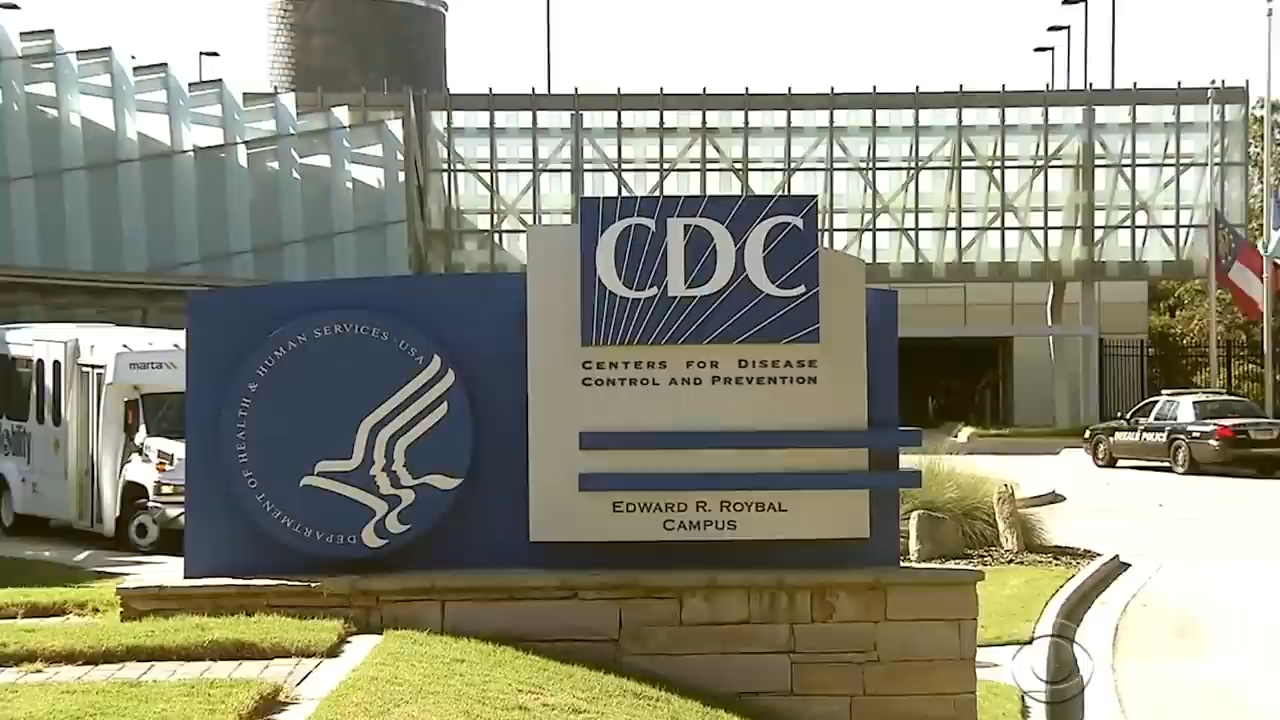 marta
DEPARTMENT OF HEALTH & HUMAN SERVICES · USA
CDC
CENTERS FOR DISEASE
CONTROL AND PREVENTION
EDWARD R. ROYBAL
CAMPUS
DEKALB POLICE